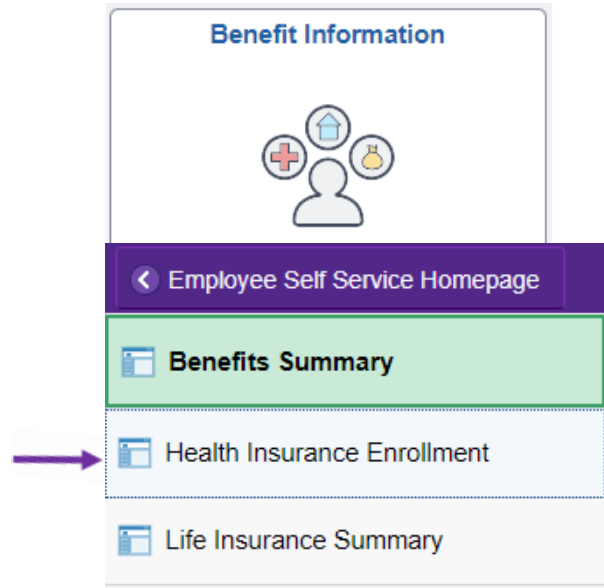 Benefit Information
Employee Self Service Homepage
Benefits Summary
Health Insurance Enrollment
Life Insurance Summary